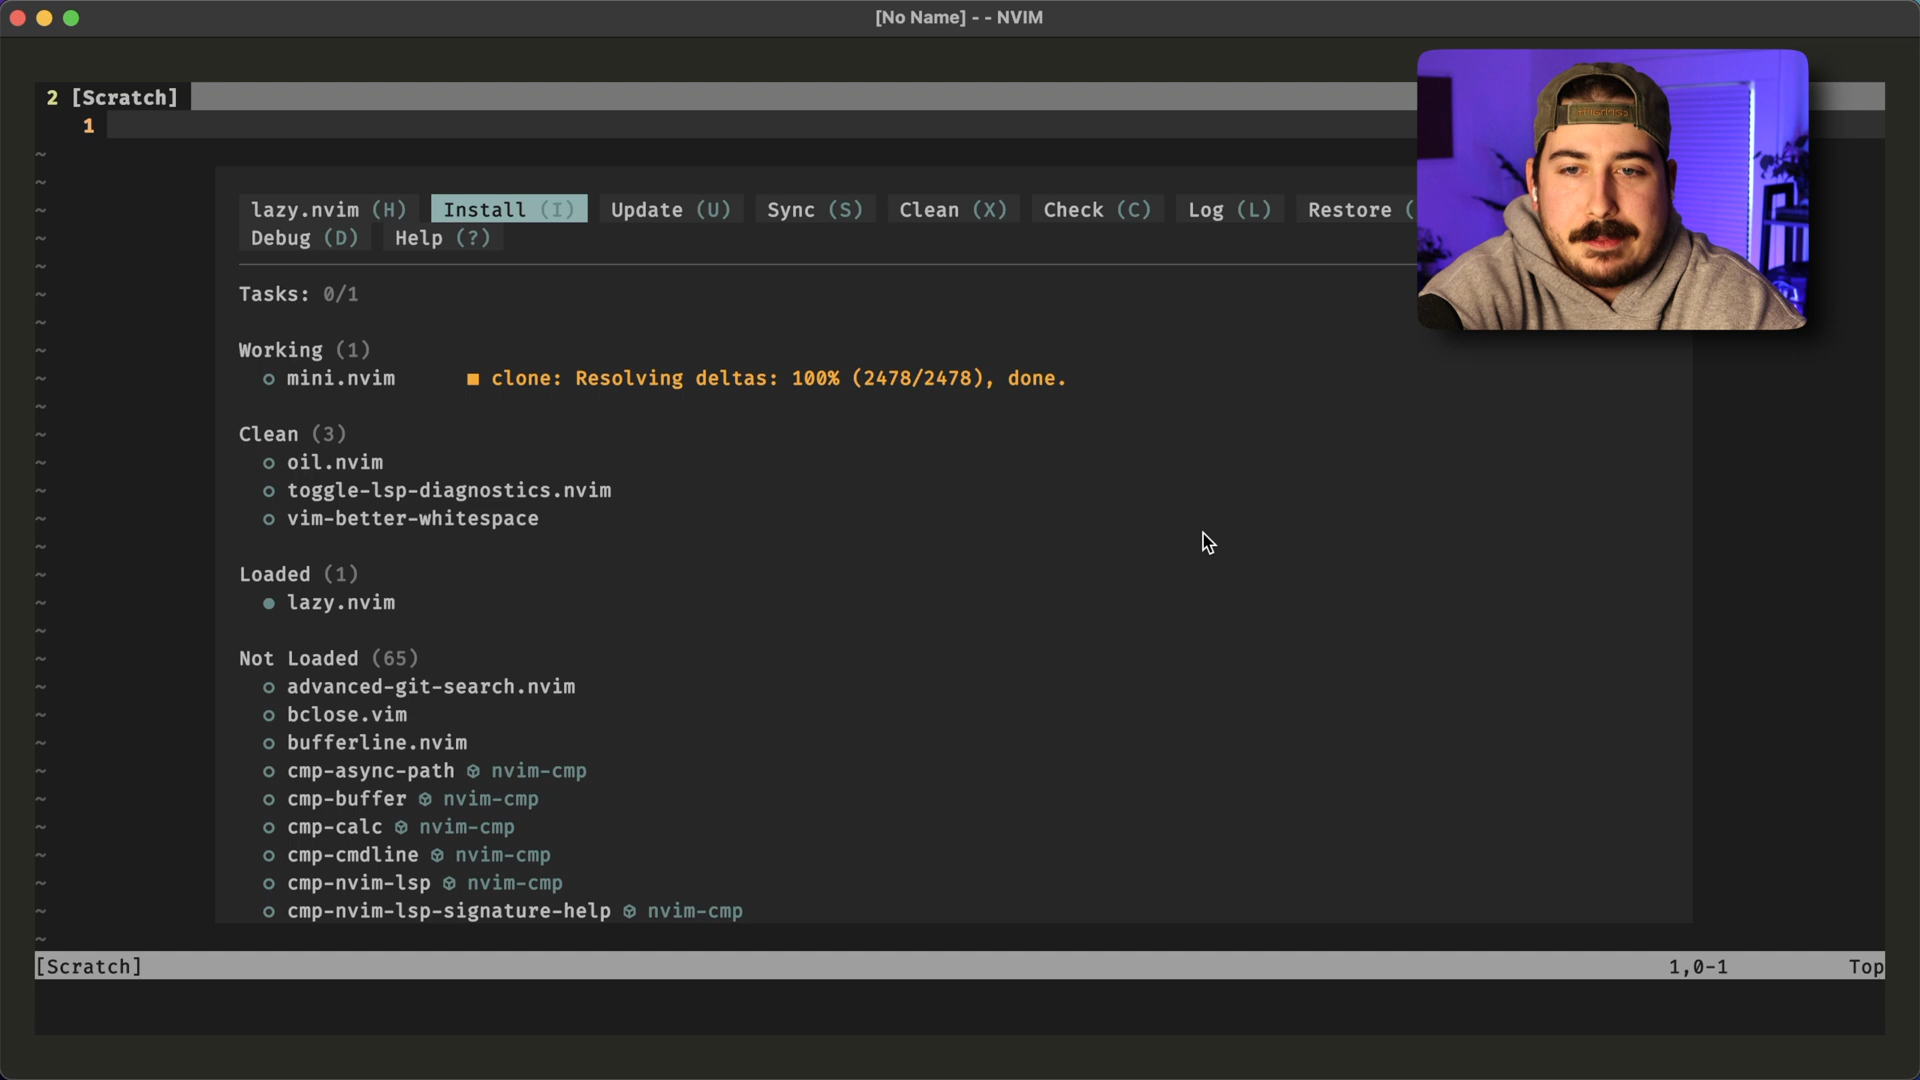 [No Name] - - NVIM
2 [Scratch]
1
~
~
~
lazy.nvim (H) Install (I) Update (U) Sync (S) Clean (X) Check (C) Log (L) Restore (
~
Debug (D) Help (?)
~
~
Tasks: 0/1
~
~
Working (1)
~
mini.nvim ■ clone: Resolving deltas: 100% (2478/2478), done.
~
~
Clean (3)
~
oil.nvim
~
toggle-lsp-diagnostics.nvim
~
vim-better-whitespace
~
~
Loaded (1)
~
lazy.nvim
~
~
Not Loaded (65)
~
advanced-git-search.nvim
~
bclose.vim
~
bufferline.nvim
~
cmp-async-path nvim-cmp
~
cmp-buffer nvim-cmp
~
cmp-calc nvim-cmp
~
cmp-cmdline nvim-cmp
~
cmp-nvim-lsp nvim-cmp
~
cmp-nvim-lsp-signature-help nvim-cmp
~
[Scratch] 1,0-1 Top